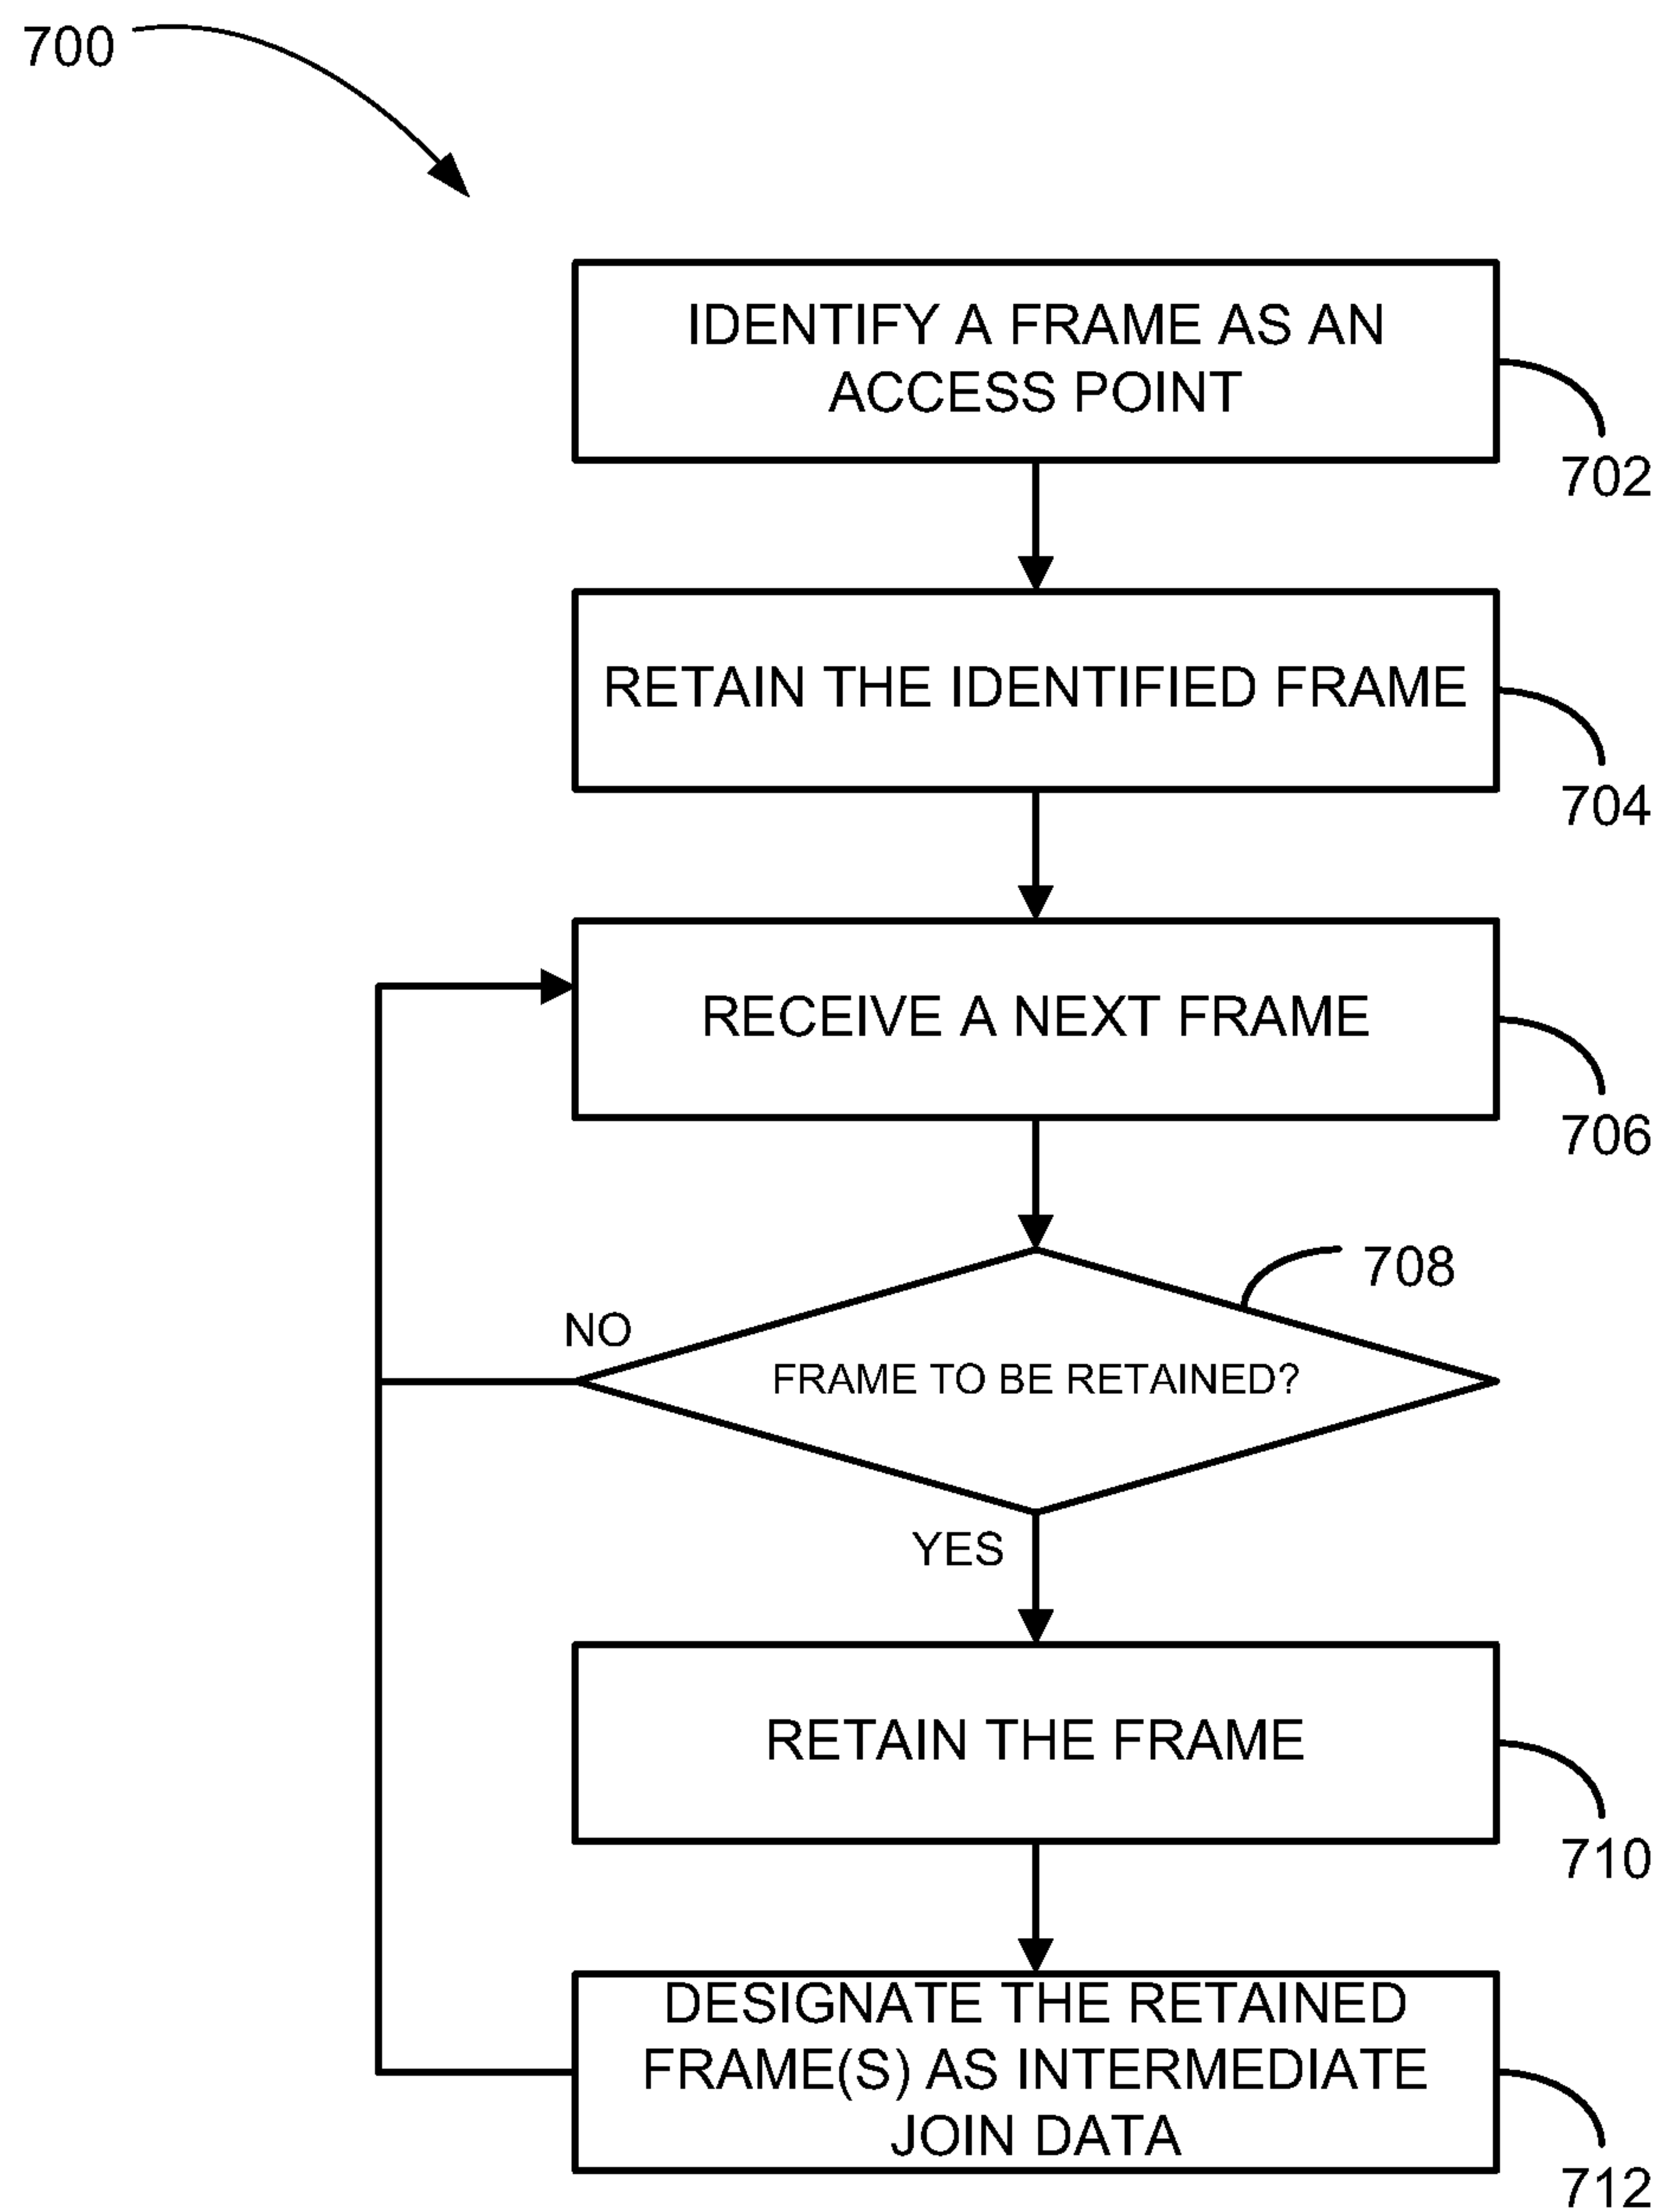 700
IDENTIFY A FRAME AS AN
ACCESS POINT
702
RETAIN THE IDENTIFIED FRAME
704
RECEIVE A NEXT FRAME
706
708
NO
FRAME TO BE RETAINED?
YES
RETAIN THE FRAME
710
DESIGNATE THE RETAINED
FRAME(S) AS INTERMEDIATE
JOIN DATA
712